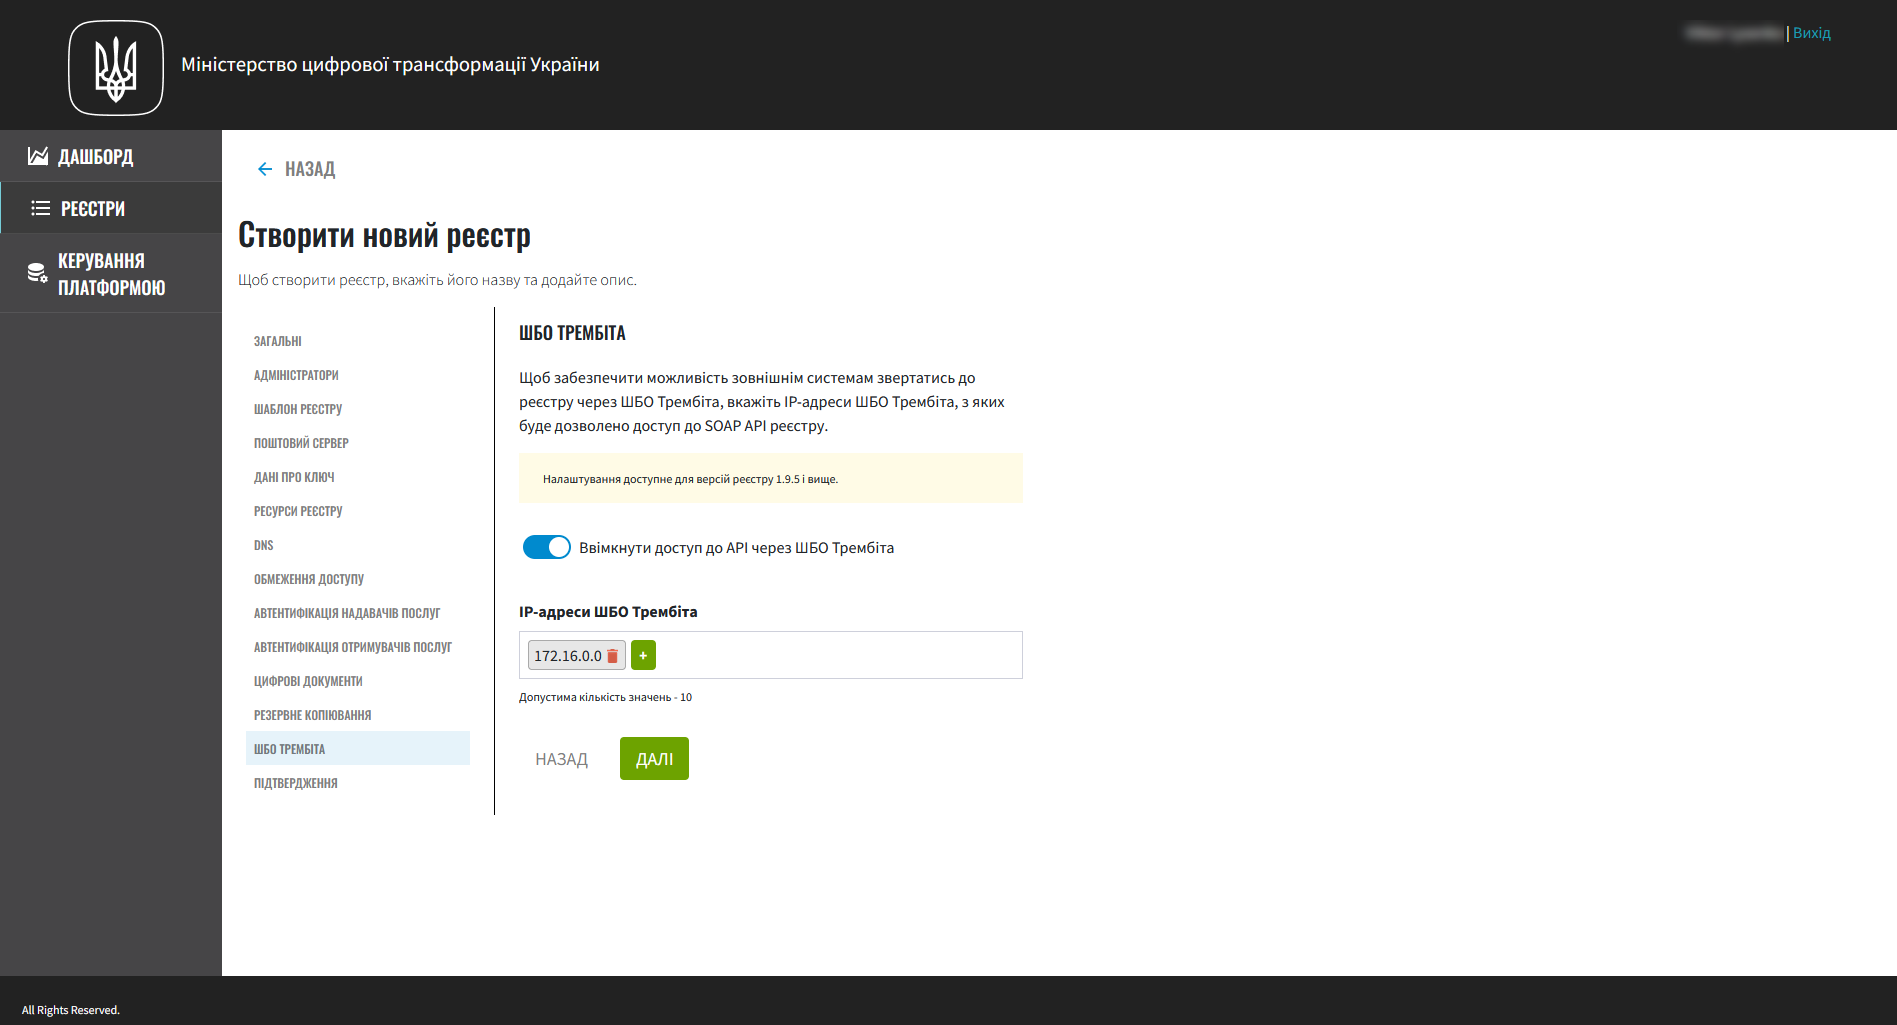 Міністерство цифрової трансформації України
| Вихід
ДАШБОРД
РЕЄСТРИ
КЕРУВАННЯ
ПЛАТФОРМОЮ
НАЗАД
Створити новий реєстр
Щоб створити реєстр, вкажіть його назву та додайте опис.
ЗАГАЛЬНІ
АДМІНІСТРАТОРИ
ШАБЛОН РЕЄСТРУ
ПОШТОВИЙ СЕРВЕР
ДАНІ ПРО КЛЮЧ
РЕСУРСИ РЕЄСТРУ
DNS
ОБМЕЖЕННЯ ДОСТУПУ
АВТЕНТИФІКАЦІЯ НАДАВАЧІВ ПОСЛУГ
АВТЕНТИФІКАЦІЯ ОТРИМУВАЧІВ ПОСЛУГ
ЦИФРОВІ ДОКУМЕНТИ
РЕЗЕРВНЕ КОПІЮВАННЯ
ШБО ТРЕМБІТА
ПІДТВЕРДЖЕННЯ
ШБО ТРЕМБІТА
Щоб забезпечити можливість зовнішнім системам звертатись до
реєстру через ШБО Трембіта, вкажіть IP-адреси ШБО Трембіта, з яких
буде дозволено доступ до SOAP API реєстру.
Налаштування доступне для версій реєстру 1.9.5 і вище.
Ввімкнути доступ до API через ШБО Трембіта
IP-адреси ШБО Трембіта
172.16.0.0 +
Допустима кількість значень - 10
НАЗАД ДАЛІ
All Rights Reserved.